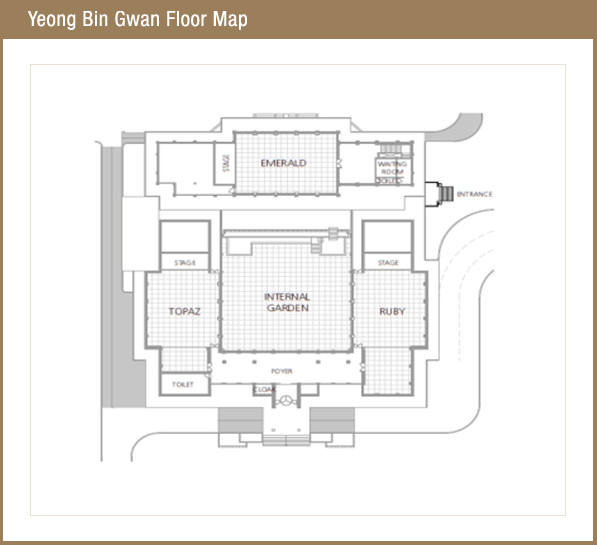 Yeong Bin Gwan Floor Map
STAGE
EMERALD
WAITING
ROOM
ENTRANCE
STAGE
STAGE
TOPAZ
INTERNAL
GARDEN
RUBY
FOYER
TOILET
CLOAK